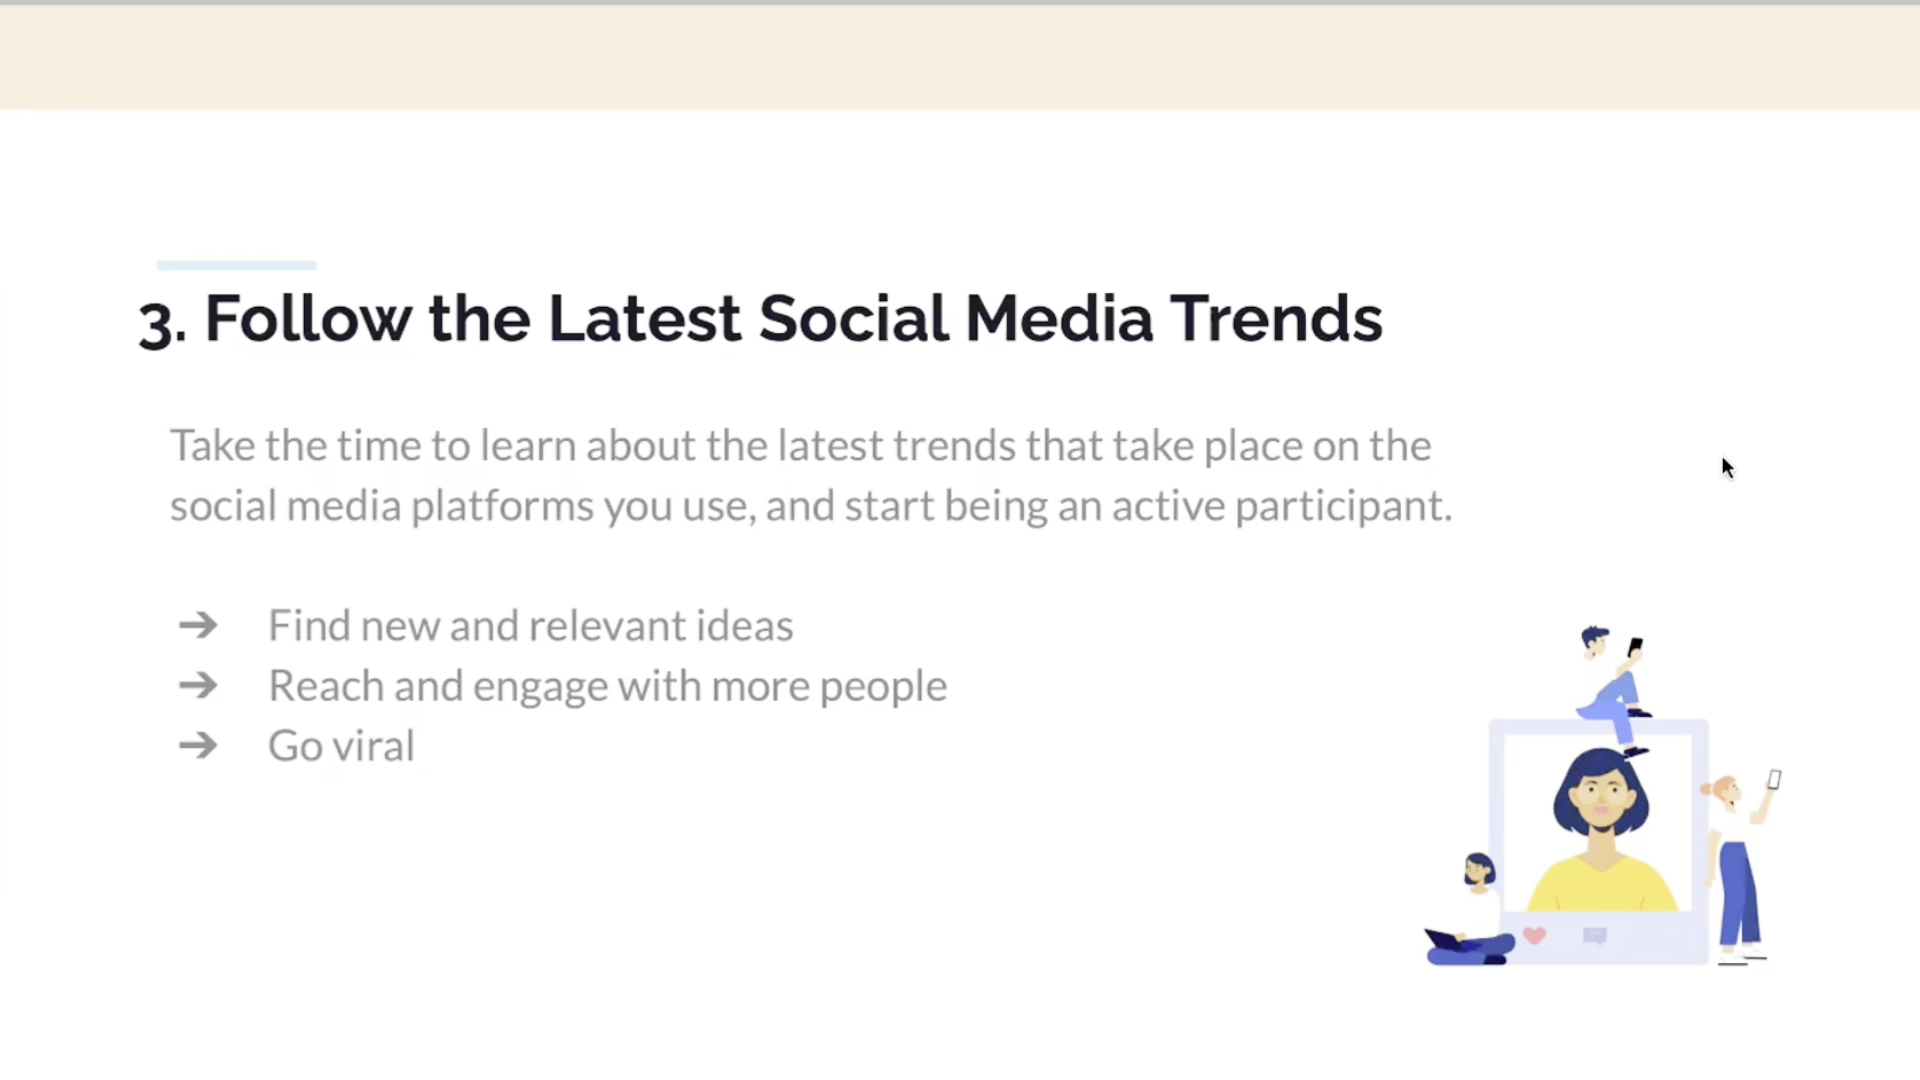 3. Follow the Latest Social Media Trends
Take the time to learn about the latest trends that take place on the
social media platforms you use, and start being an active participant.
➔ Find new and relevant ideas
➔ Reach and engage with more people
➔ Go viral